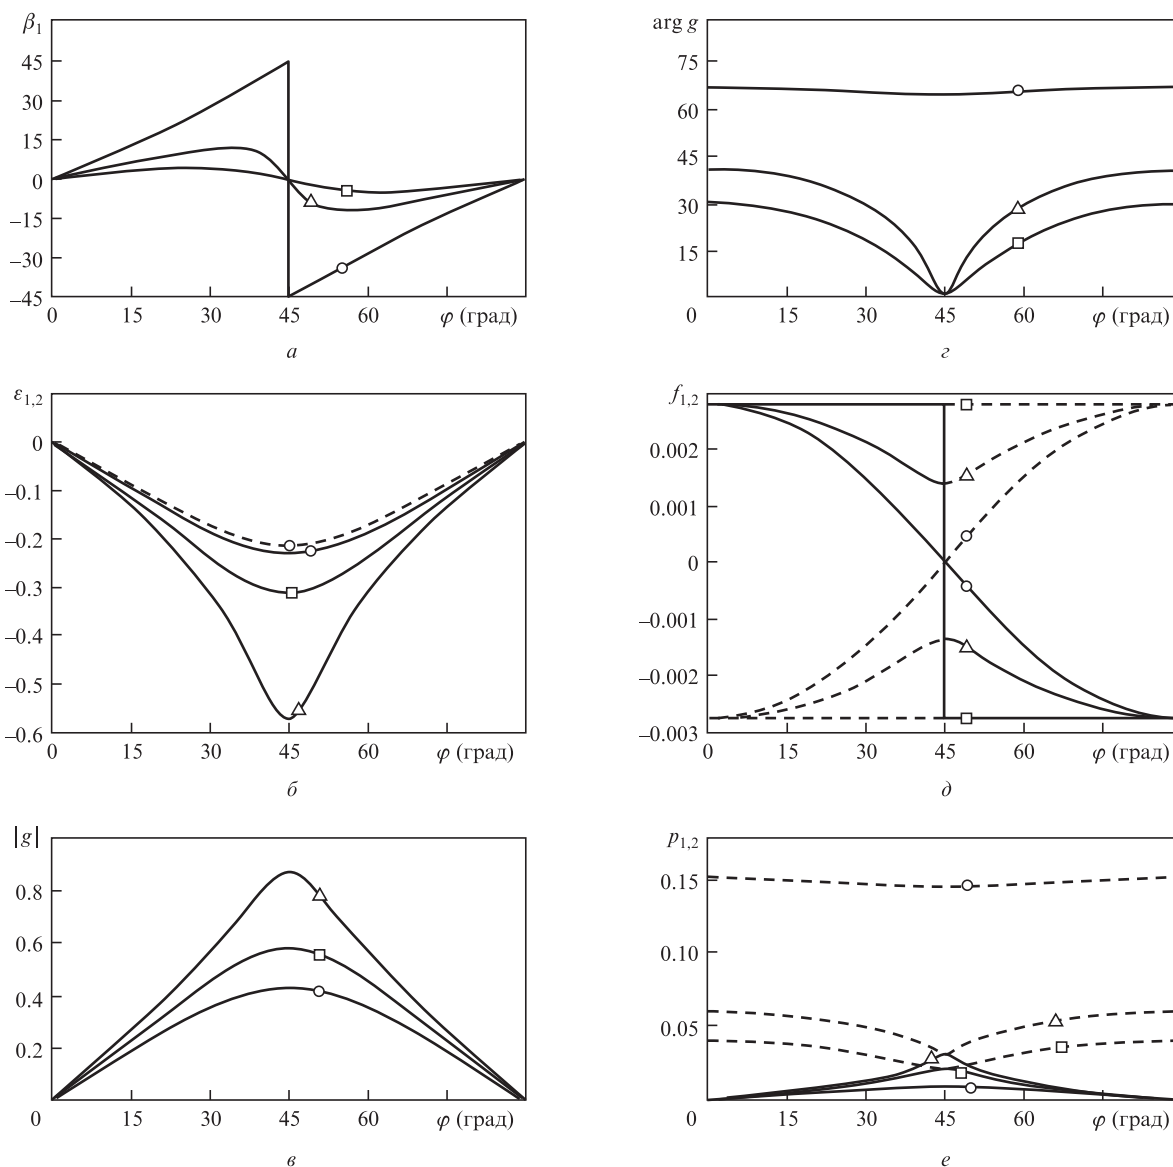 β₁
45
30
15
0
–15
–30
–45
0 15 30 45 60 φ (град)
а
arg g
75
60
45
30
15
0 15 45 60 φ (град)
г
ε₁,₂
0
–0.1
–0.2
–0.3
–0.4
–0.5
–0.6
0 15 30 45 60 φ (град)
б
f₁,₂
0.002
0.001
0
–0.001
–0.002
–0.003
0 15 30 45 60 φ (град)
д
|g|
0.8
0.6
0.4
0.2
0 15 30 45 60 φ (град)
в
p₁,₂
0.15
0.10
0.05
0 15 30 45 60 φ (град)
е